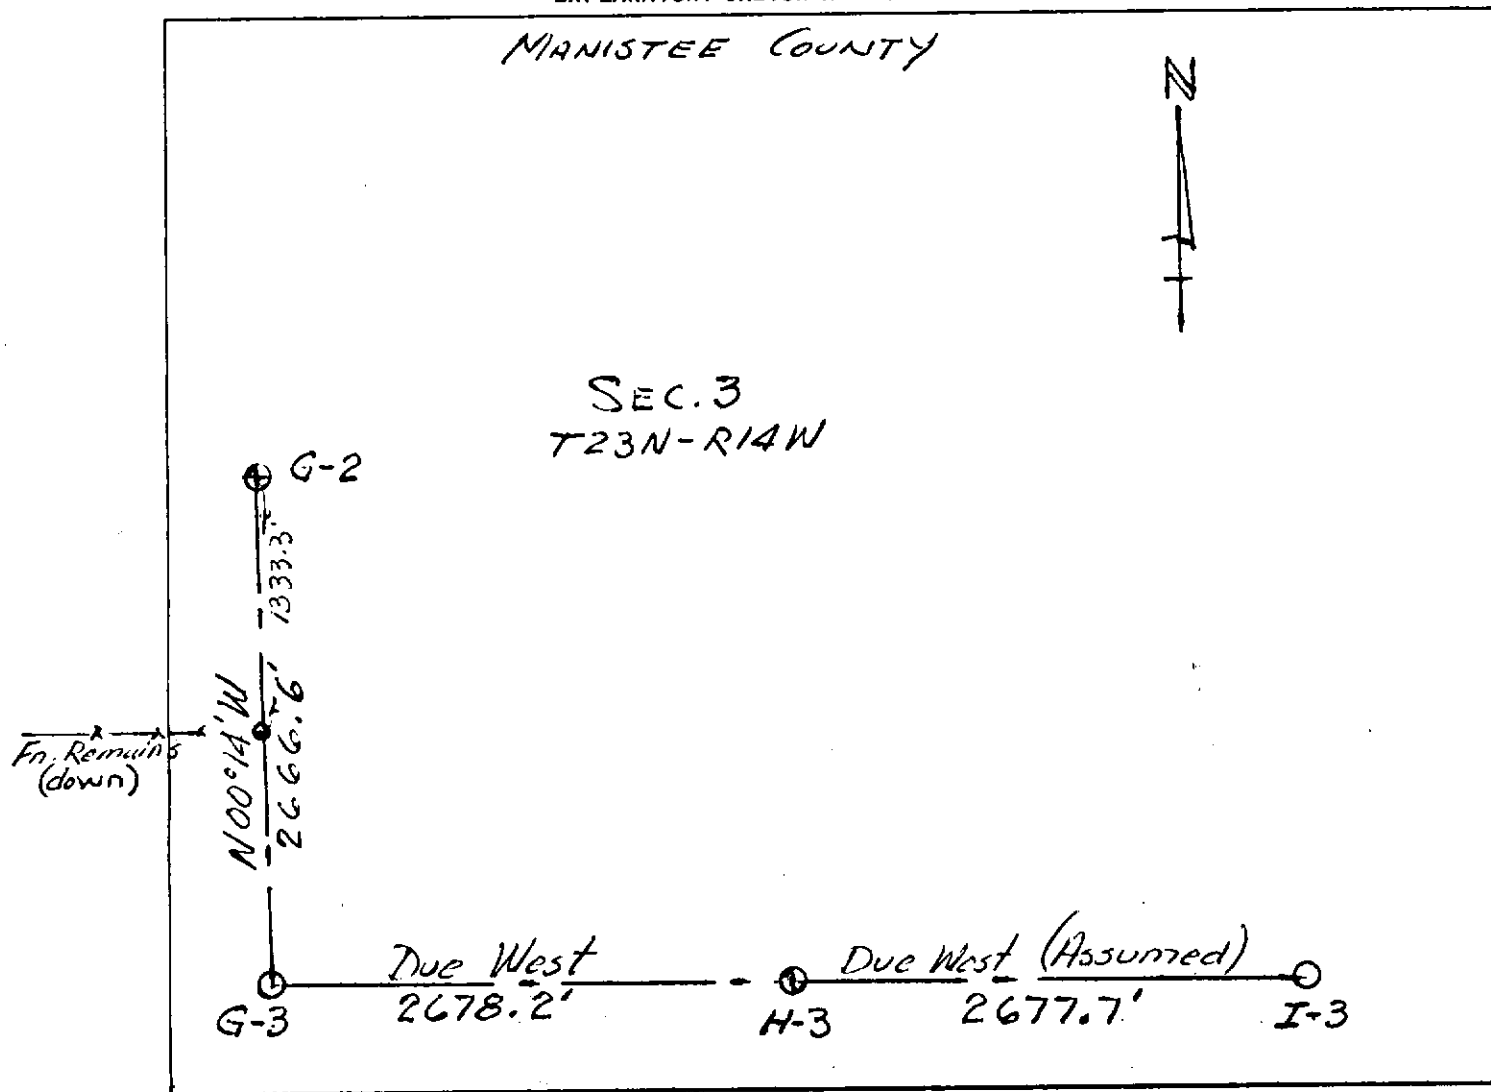 MANISTEE COUNTY
N
SEC. 3
T23N-R14W
G-2
1333.3'
N00°14'W
2666.6'
Fn. Remains
(down)
Due West
2678.2'
Due West (Assumed)
2677.7'
G-3
H-3
I-3